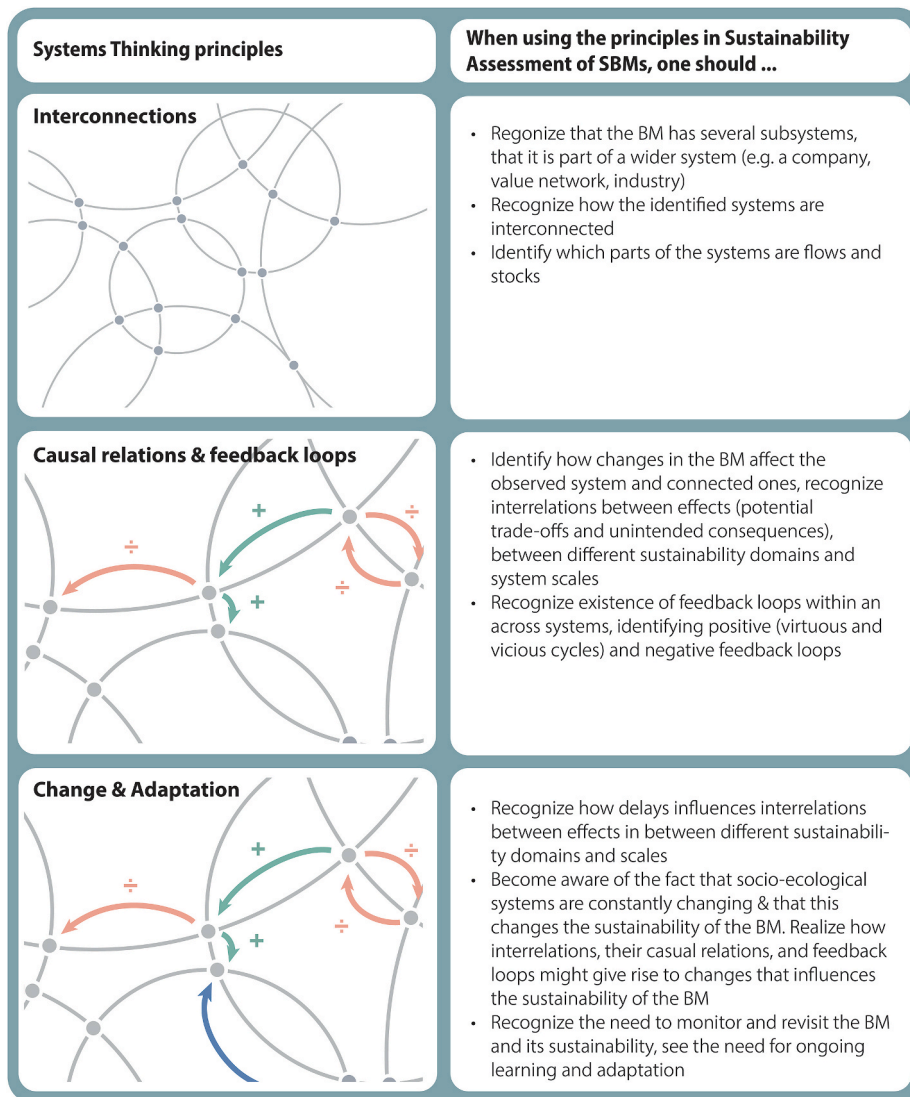 Systems Thinking principles
When using the principles in Sustainability
Assessment of SBMs, one should ...
Interconnections
• Regonize that the BM has several subsystems,
that it is part of a wider system (e.g. a company,
value network, industry)
• Recognize how the identified systems are
interconnected
• Identify which parts of the systems are flows and
stocks
Causal relations & feedback loops
+
÷
÷
÷
+
• Identify how changes in the BM affect the
observed system and connected ones, recognize
interrelations between effects (potential
trade-offs and unintended consequences),
between different sustainability domains and
system scales
• Recognize existence of feedback loops within an
across systems, identifying positive (virtuous and
vicious cycles) and negative feedback loops
Change & Adaptation
+
÷
÷
÷
+
• Recognize how delays influences interrelations
between effects in between different sustainabili-
ty domains and scales
• Become aware of the fact that socio-ecological
systems are constantly changing & that this
changes the sustainability of the BM. Realize how
interrelations, their casual relations, and feedback
loops might give rise to changes that influences
the sustainability of the BM
• Recognize the need to monitor and revisit the BM
and its sustainability, see the need for ongoing
learning and adaptation